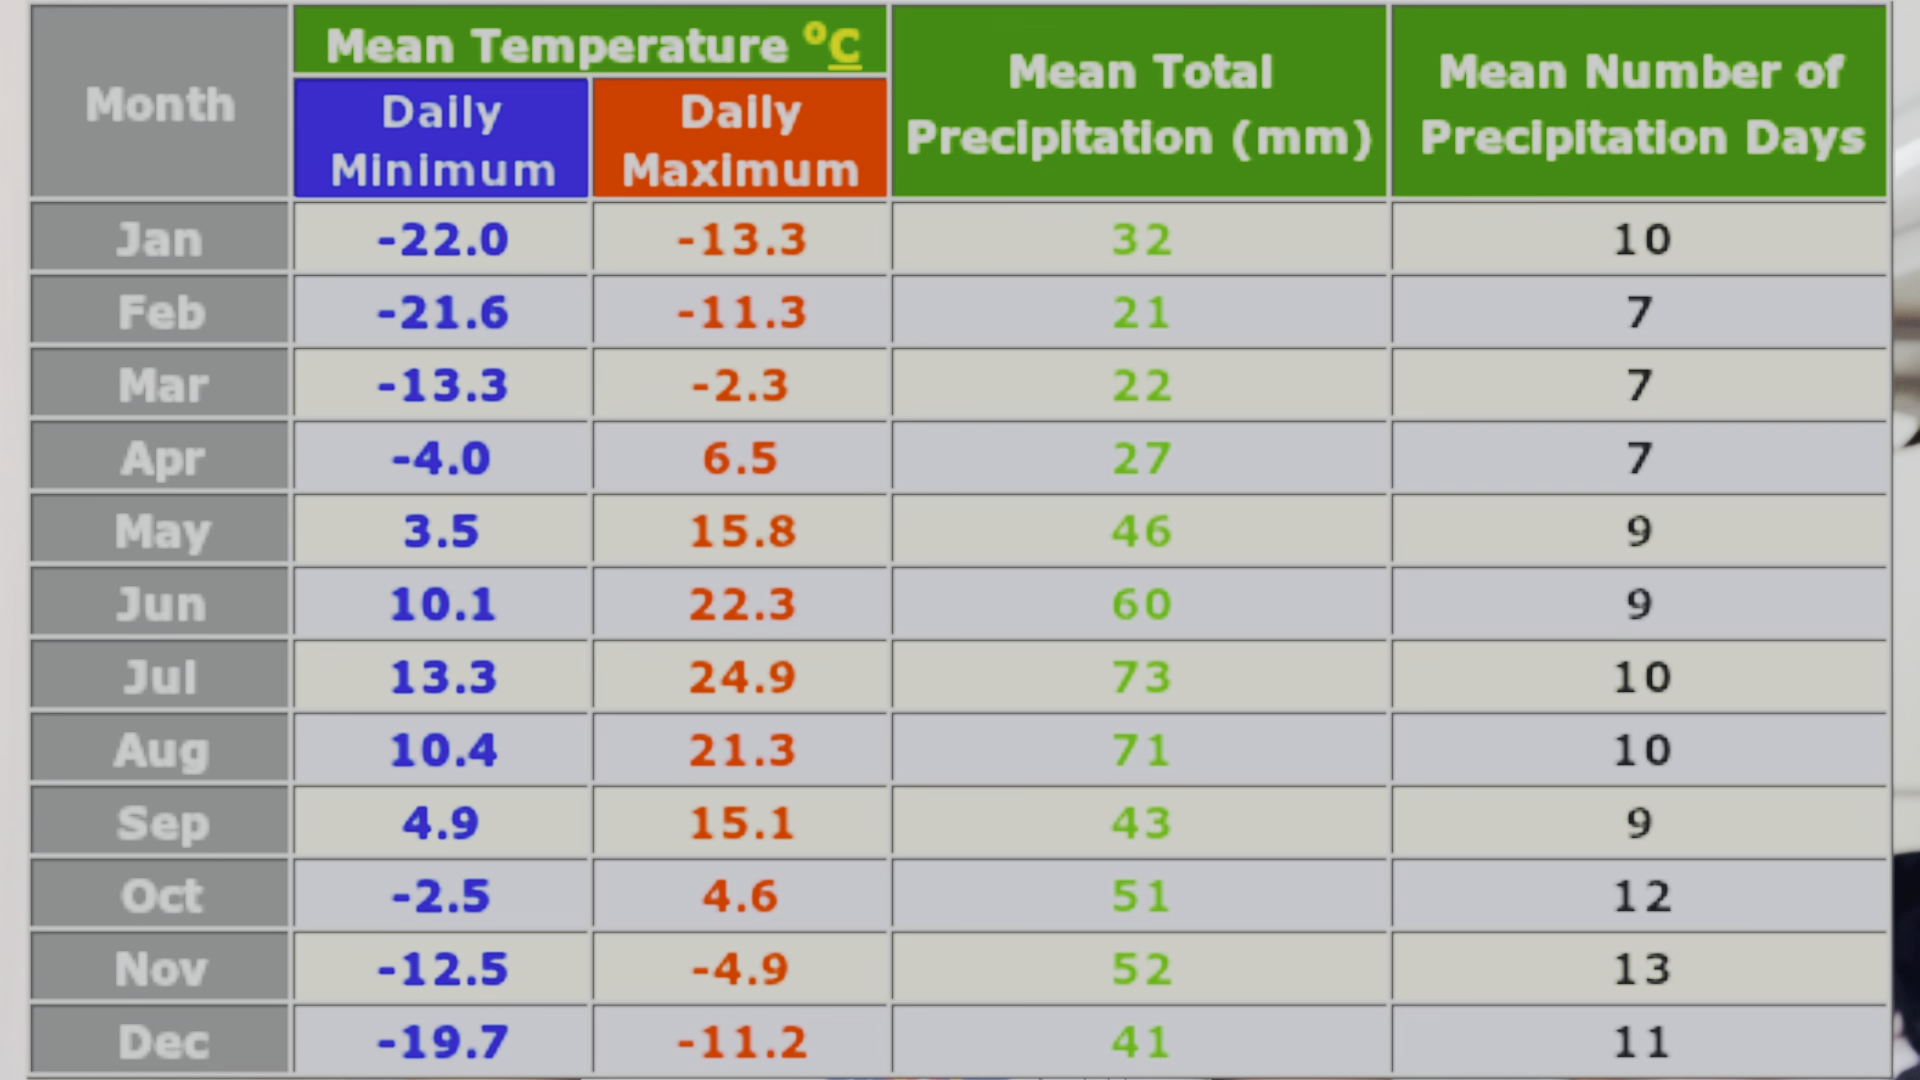 Month
Mean Temperature ºC
Daily Minimum
Daily Maximum
Mean Total Precipitation (mm)
Mean Number of Precipitation Days
Jan -22.0 -13.3 32 10
Feb -21.6 -11.3 21 7
Mar -13.3 -2.3 22 7
Apr -4.0 6.5 27 7
May 3.5 15.8 46 9
Jun 10.1 22.3 60 9
Jul 13.3 24.9 73 10
Aug 10.4 21.3 71 10
Sep 4.9 15.1 43 9
Oct -2.5 4.6 51 12
Nov -12.5 -4.9 52 13
Dec -19.7 -11.2 41 11